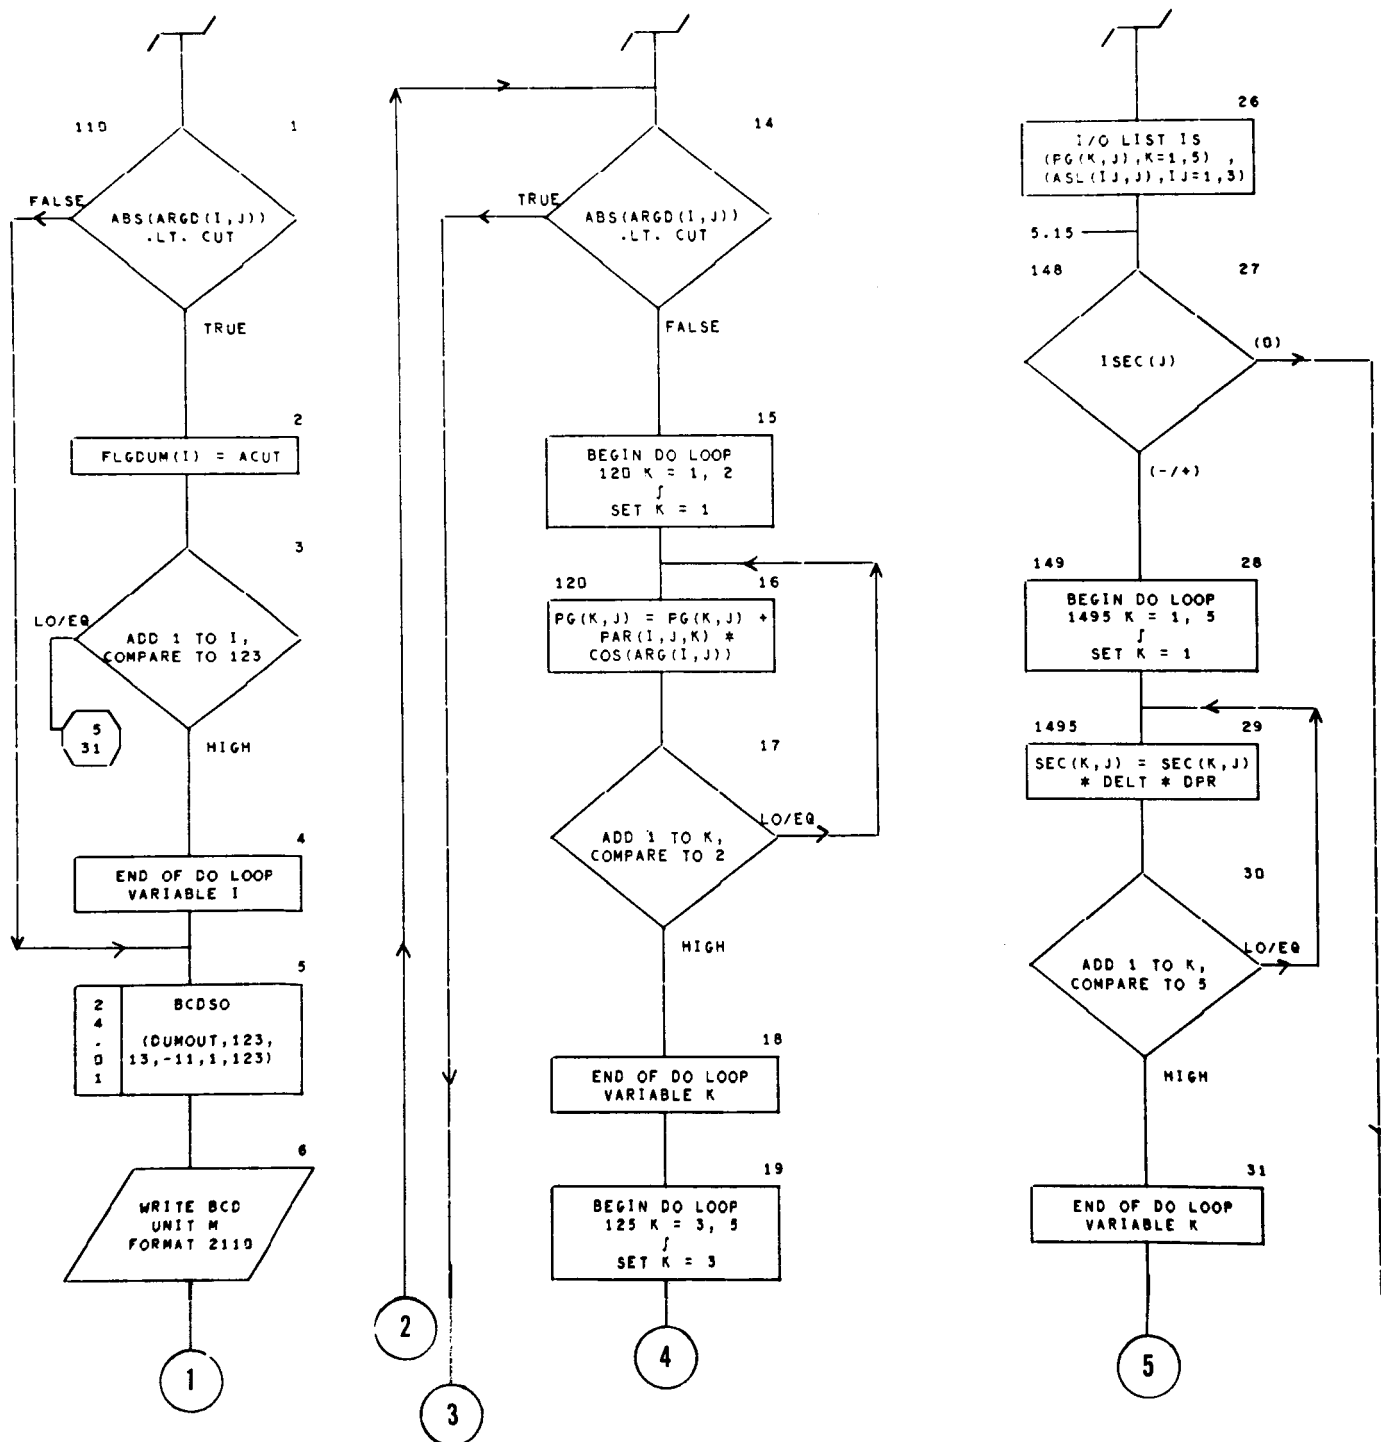 110
1
FALSE
ABS(ARGD(I,J))
.LT. CUT
TRUE
2
FLGDUM(I) = ACUT
3
LO/EQ
ADD 1 TO I,
COMPARE TO 123
5
31
HIGH
4
END OF DO LOOP
VARIABLE I
5
2
4
.
0
1
BCDSO
(DUMOUT,123,
13,-11,1,123)
6
WRITE BCD
UNIT M
FORMAT 2110
1
2
3
14
TRUE
ABS(ARGD(I,J))
.LT. CUT
FALSE
15
BEGIN DO LOOP
120 K = 1, 2
∫
SET K = 1
120
16
PG(K,J) = PG(K,J) +
PAR(I,J,K) *
COS(ARG(I,J))
17
LO/EQ
ADD 1 TO K,
COMPARE TO 2
HIGH
18
END OF DO LOOP
VARIABLE K
19
BEGIN DO LOOP
125 K = 3, 5
∫
SET K = 3
4
26
I/O LIST IS
(PG(K,J),K=1,5) ,
(ASL(IJ,J),IJ=1,3)
5.15
148
27
(0)
ISEC(J)
(-/+)
149
28
BEGIN DO LOOP
1495 K = 1, 5
∫
SET K = 1
1495
29
SEC(K,J) = SEC(K,J)
* DELT * DPR
30
LO/EQ
ADD 1 TO K,
COMPARE TO 5
HIGH
31
END OF DO LOOP
VARIABLE K
5